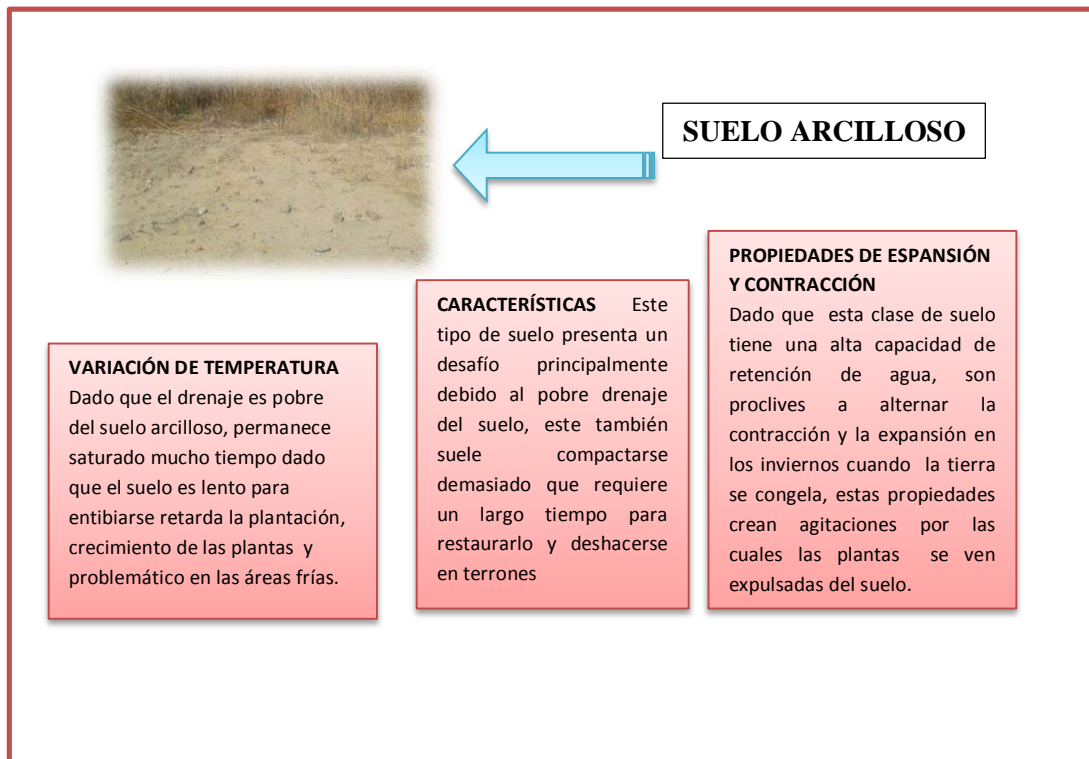 SUELO ARCILLOSO
VARIACIÓN DE TEMPERATURA
Dado que el drenaje es pobre
del suelo arcilloso, permanece
saturado mucho tiempo dado
que el suelo es lento para
entibiarse retarda la plantación,
crecimiento de las plantas y
problemático en las áreas frías.
CARACTERÍSTICAS Este
tipo de suelo presenta un
desafío principalmente
debido al pobre drenaje
del suelo, este también
suele compactarse
demasiado que requiere
un largo tiempo para
restaurarlo y deshacerse
en terrones
PROPIEDADES DE ESPANSIÓN
Y CONTRACCIÓN
Dado que esta clase de suelo
tiene una alta capacidad de
retención de agua, son
proclives a alternar la
contracción y la expansión en
los inviernos cuando la tierra
se congela, estas propiedades
crean agitaciones por las
cuales las plantas se ven
expulsadas del suelo.